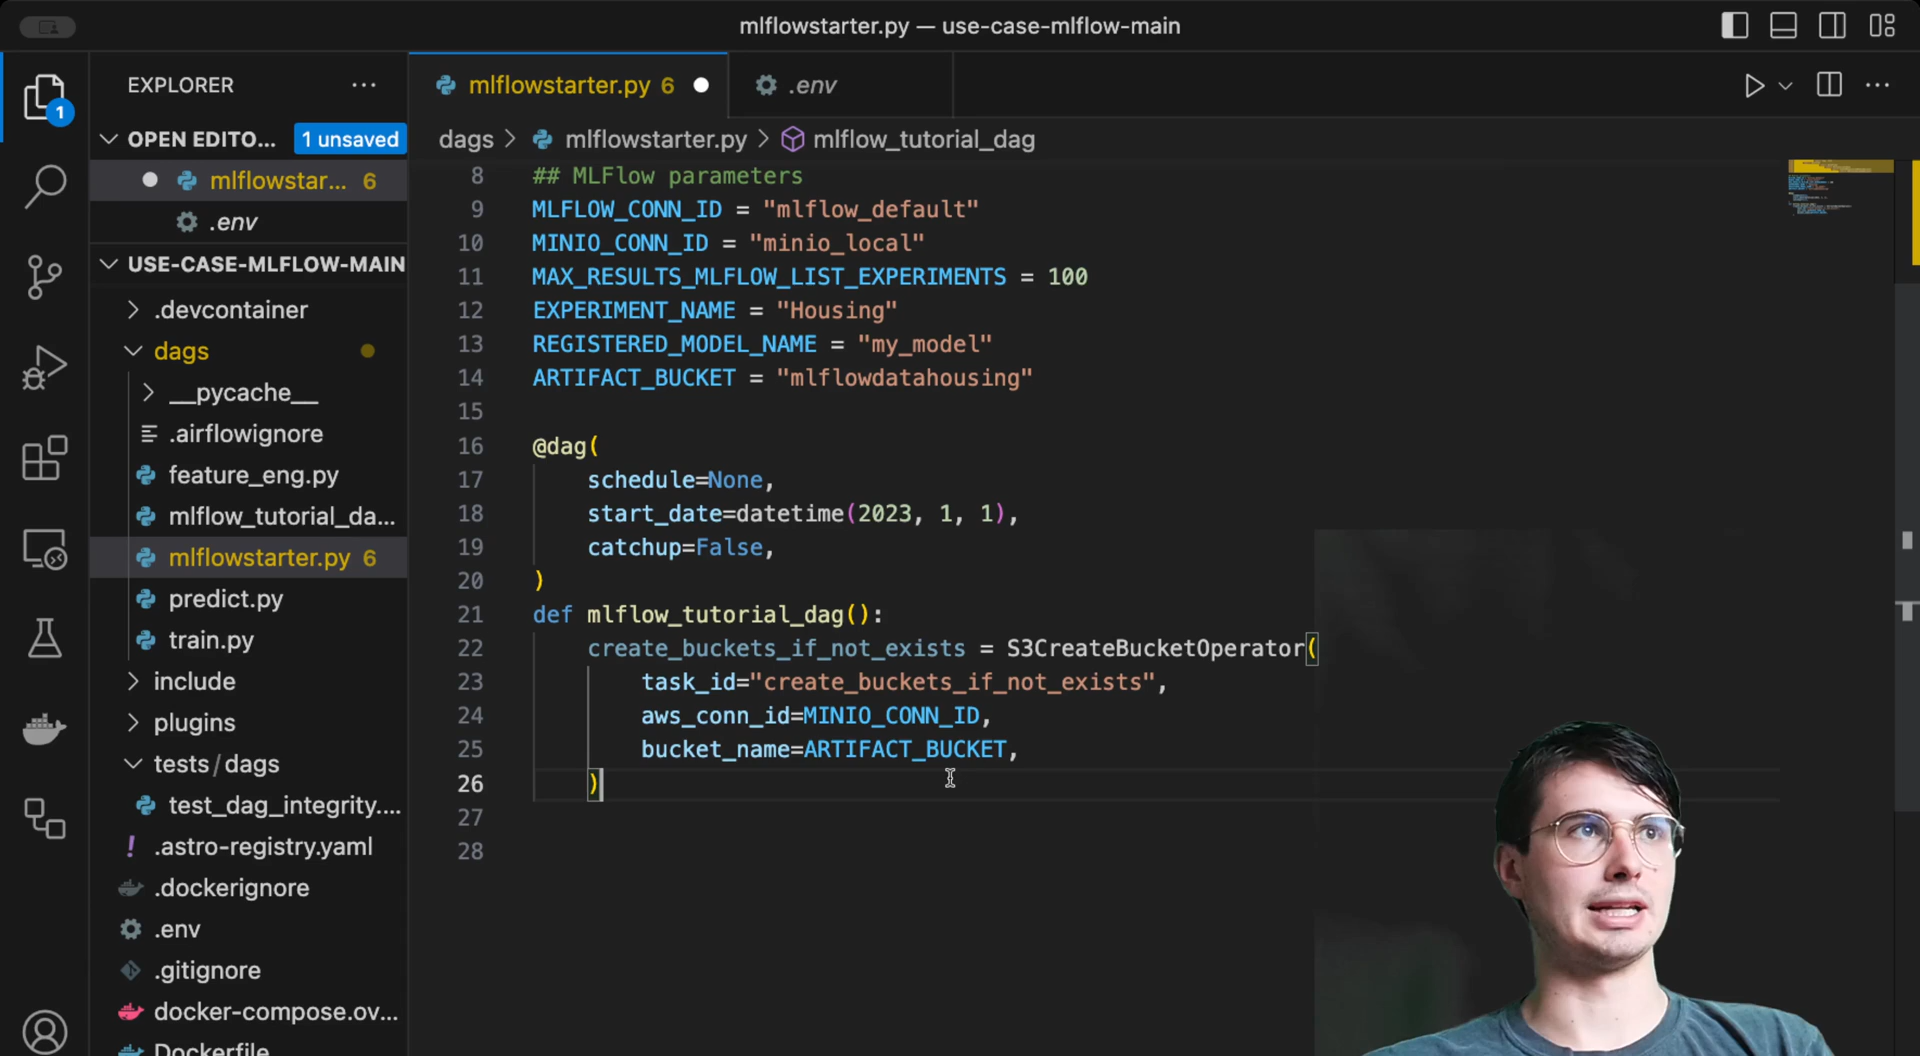 mlflowstarter.py — use-case-mlflow-main
EXPLORER
mlflowstarter.py 6
.env
1
OPEN EDITO... 1 unsaved
dags > mlflowstarter.py > mlflow_tutorial_dag
mlflowstar... 6
.env
USE-CASE-MLFLOW-MAIN
.devcontainer
dags
__pycache__
.airflowignore
feature_eng.py
mlflow_tutorial_da...
mlflowstarter.py 6
predict.py
train.py
include
plugins
tests/dags
test_dag_integrity....
.astro-registry.yaml
.dockerignore
.env
.gitignore
docker-compose.ov...
Dockerfile
8 ## MLFlow parameters
9 MLFLOW_CONN_ID = "mlflow_default"
10 MINIO_CONN_ID = "minio_local"
11 MAX_RESULTS_MLFLOW_LIST_EXPERIMENTS = 100
12 EXPERIMENT_NAME = "Housing"
13 REGISTERED_MODEL_NAME = "my_model"
14 ARTIFACT_BUCKET = "mlflowdatahousing"
15
16 @dag(
17 schedule=None,
18 start_date=datetime(2023, 1, 1),
19 catchup=False,
20 )
21 def mlflow_tutorial_dag():
22 create_buckets_if_not_exists = S3CreateBucketOperator(
23 task_id="create_buckets_if_not_exists",
24 aws_conn_id=MINIO_CONN_ID,
25 bucket_name=ARTIFACT_BUCKET,
26 )
27
28